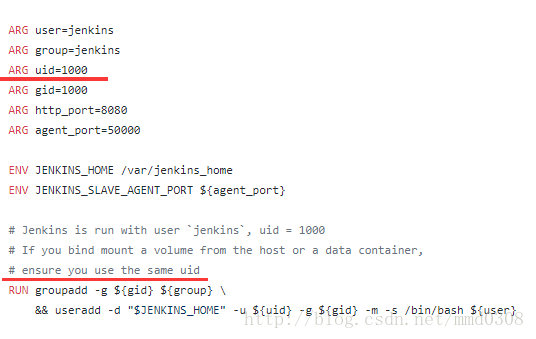 ARG user=jenkins
ARG group=jenkins
ARG uid=1000
ARG gid=1000
ARG http_port=8080
ARG agent_port=50000
ENV JENKINS_HOME /var/jenkins_home
ENV JENKINS_SLAVE_AGENT_PORT ${agent_port}
# Jenkins is run with user `jenkins`, uid = 1000
# If you bind mount a volume from the host or a data container,
# ensure you use the same uid
RUN groupadd -g ${gid} ${group} \
&& useradd -d "$JENKINS_HOME" -u ${uid} -g ${gid} -m -s /bin/bash ${user}
http://blog.csdn.net/mmd0308